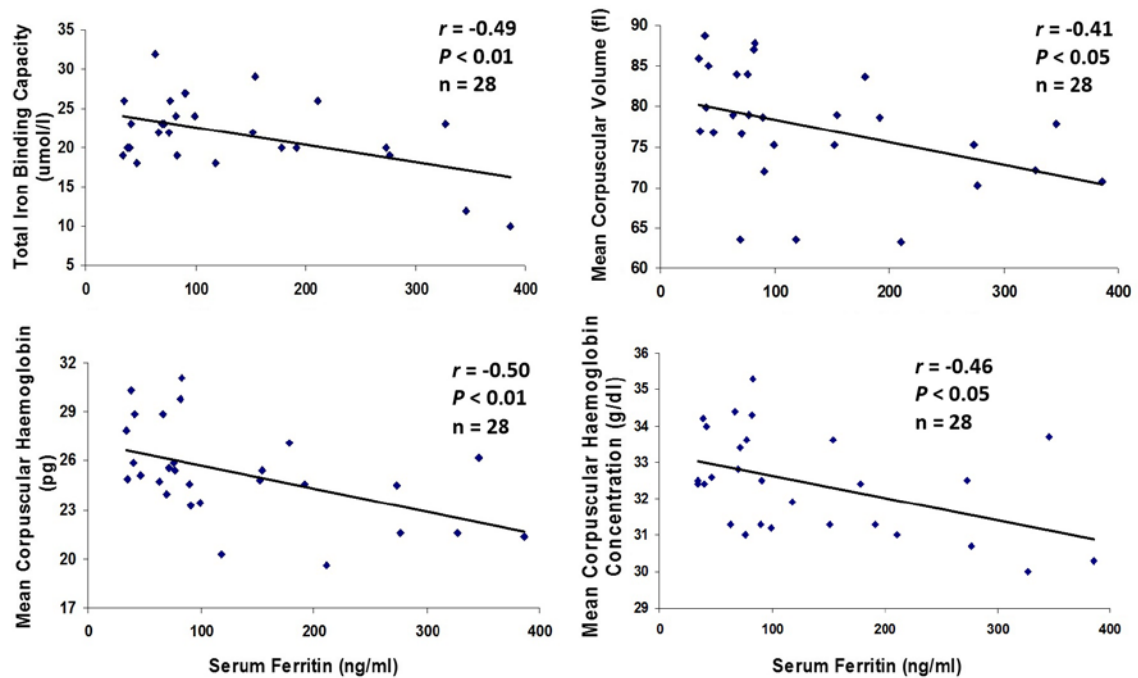 Total Iron Binding Capacity
(umol/l)
35
30
25
20
15
10
5
0
100
200
300
400
r = -0.49
P < 0.01
n = 28
Mean Corpuscular Volume (fl)
90
85
80
75
70
65
60
0
100
200
300
400
r = -0.41
P < 0.05
n = 28
Mean Corpuscular Haemoglobin
(pg)
32
29
26
23
20
17
0
100
200
300
400
r = -0.50
P < 0.01
n = 28
Serum Ferritin (ng/ml)
Mean Corpuscular Haemoglobin
Concentration (g/dl)
36
35
34
33
32
31
30
29
0
100
200
300
400
r = -0.46
P < 0.05
n = 28
Serum Ferritin (ng/ml)